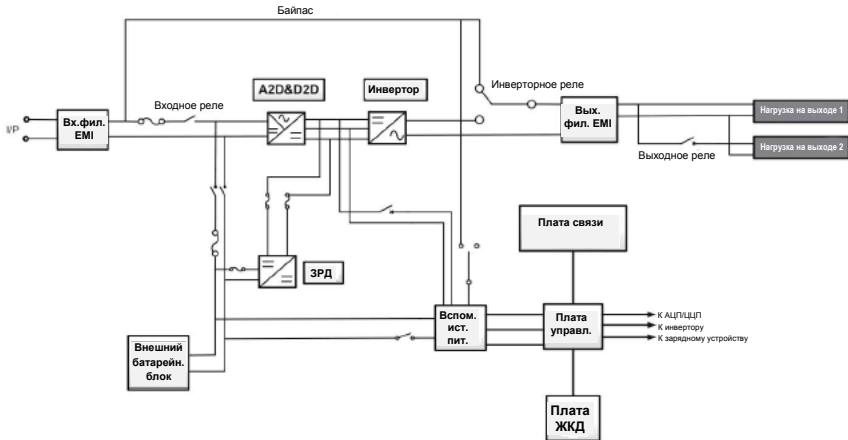 Байпас
A2D&D2D
Инвертор
Инверторное реле
Входное реле
I/P
Вх.фил.
EMI
Вых.
фил. EMI
Нагрузка на выходе 1
Нагрузка на выходе 2
Выходное реле
Плата связи
ЗРД
Вспом.
ист.
пит.
Плата
управл.
К АЦП/ЦЦП
К инвертору
К зарядному устройству
Внешний
батарейн.
блок
Плата
ЖКД